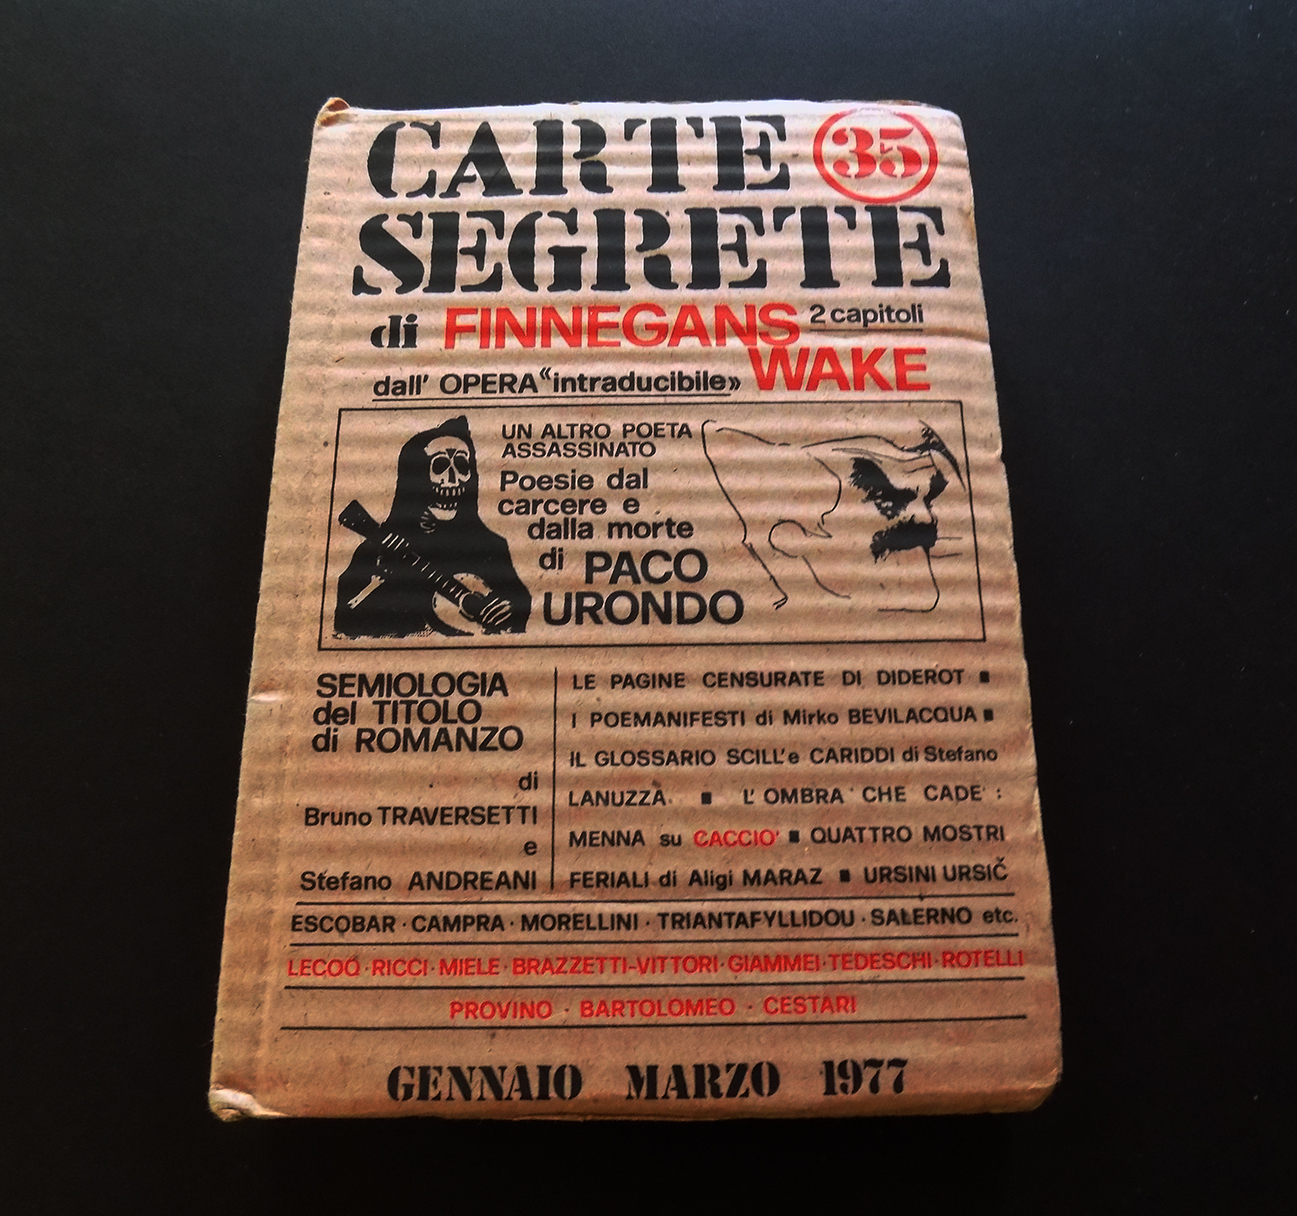 CARTE 35
SEGRETE
di FINNEGANS 2 capitoli
dall' OPERA "intraducibile» WAKE
UN ALTRO POETA
ASSASSINATO
Poesie dal
carcere e
dalla morte
di PACO
URONDO
SEMIOLOGIA
del TITOLO
di ROMANZO
di
Bruno TRAVERSETTI
e
Stefano ANDREANI
LE PAGINE CENSURATE DI DIDEROT ■
I POEMANIFESTI di Mirko BEVILACQUA ■
IL GLOSSARIO SCILL'e CARIDDI di Stefano
LANUZZA ■ L'OMBRA CHE CADE :
MENNA su CACCIO' ■ QUATTRO MOSTRI
FERIALI di Aligi MARAZ ■ URSINI URSIČ
ESCOBAR · CAMPRA · MORELLINI · TRIANTAFYLLIDOU · SALERNO etc.
LECOQ · RICCI · MIELE · BRAZZETTI-VITTORI · GIAMMEI · TEDESCHI · ROTELLI
PROVINO · BARTOLOMEO · CESTARI
GENNAIO MARZO 1977